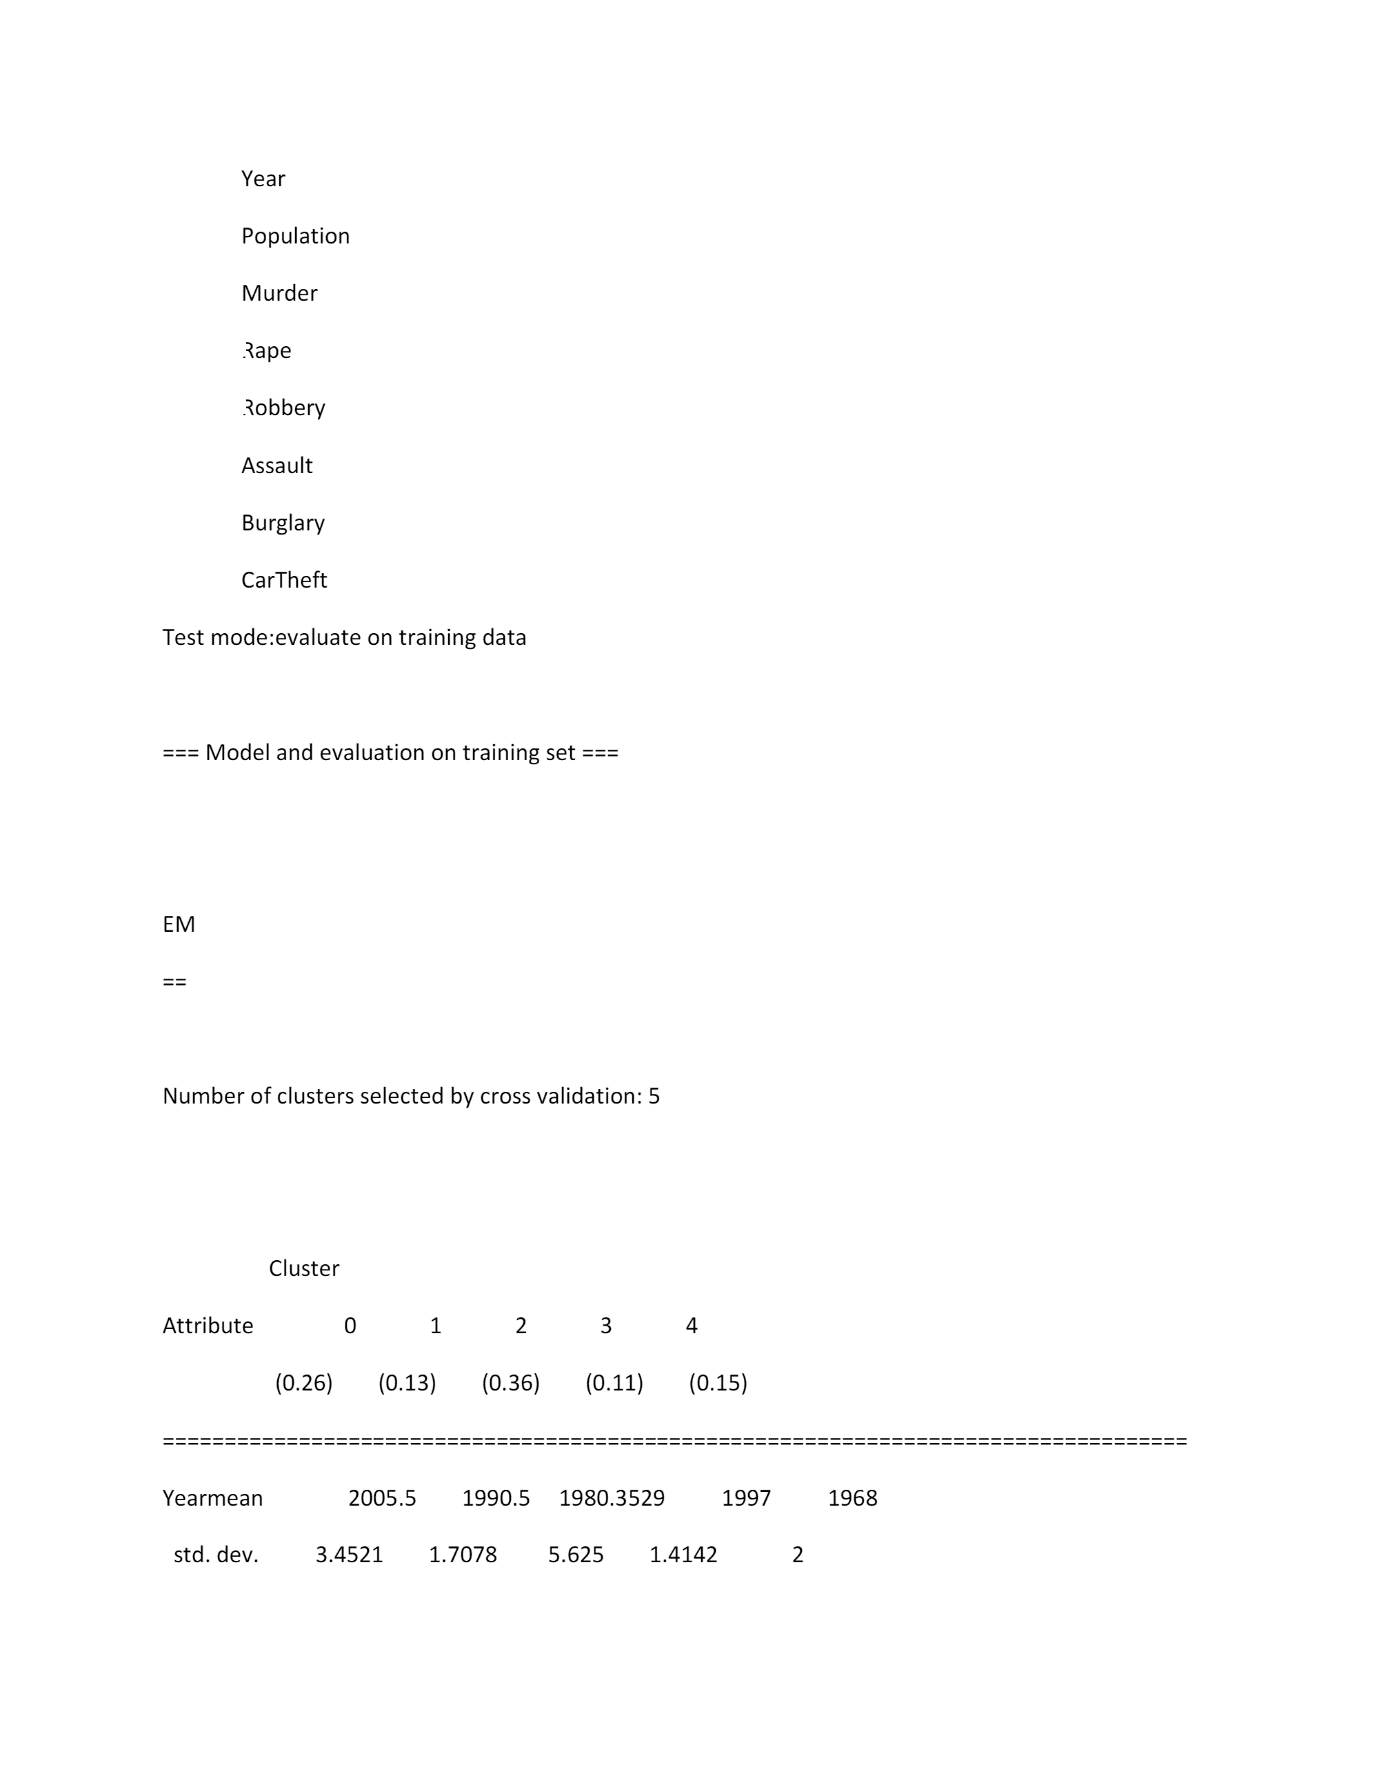 Year
Population
Murder
Rape
Robbery
Assault
Burglary
CarTheft
Test mode:evaluate on training data
=== Model and evaluation on training set ===
EM
==
Number of clusters selected by cross validation: 5
Cluster
Attribute 0 1 2 3 4
(0.26) (0.13) (0.36) (0.11) (0.15)
===================================================================================
Yearmean 2005.5 1990.5 1980.3529 1997 1968
std. dev. 3.4521 1.7078 5.625 1.4142 2